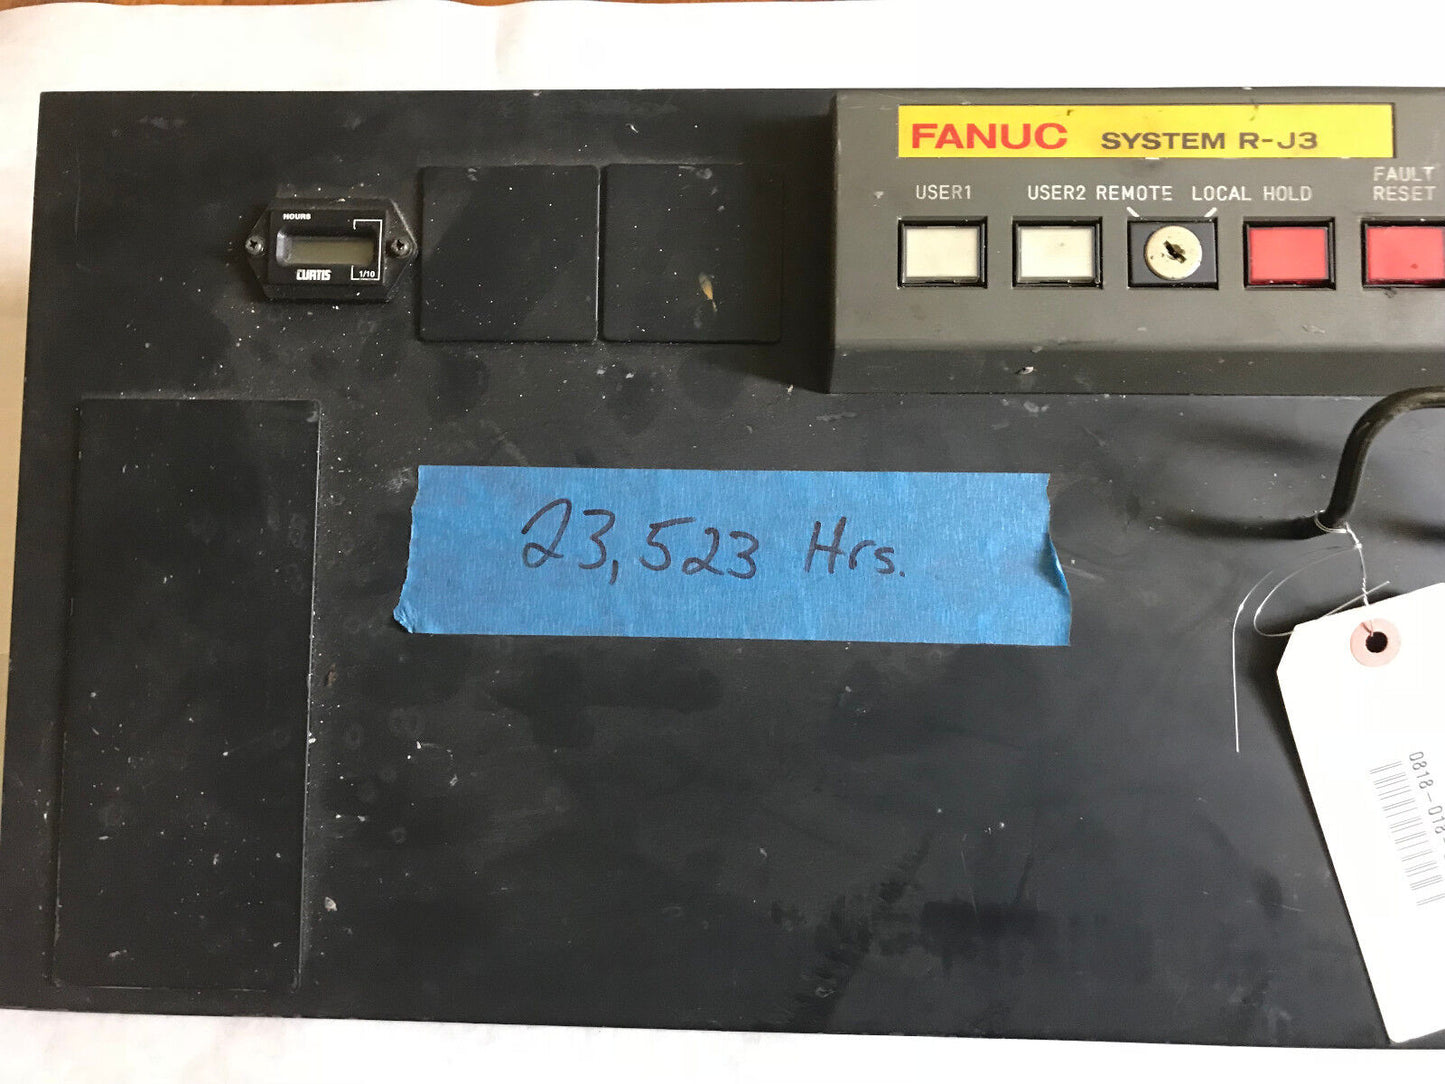 FANUC SYSTEM R-J3
FAULT
USER1 USER2 REMOTE LOCAL HOLD RESET
HOURS
CURTIS 1/10
23,523 Hrs.